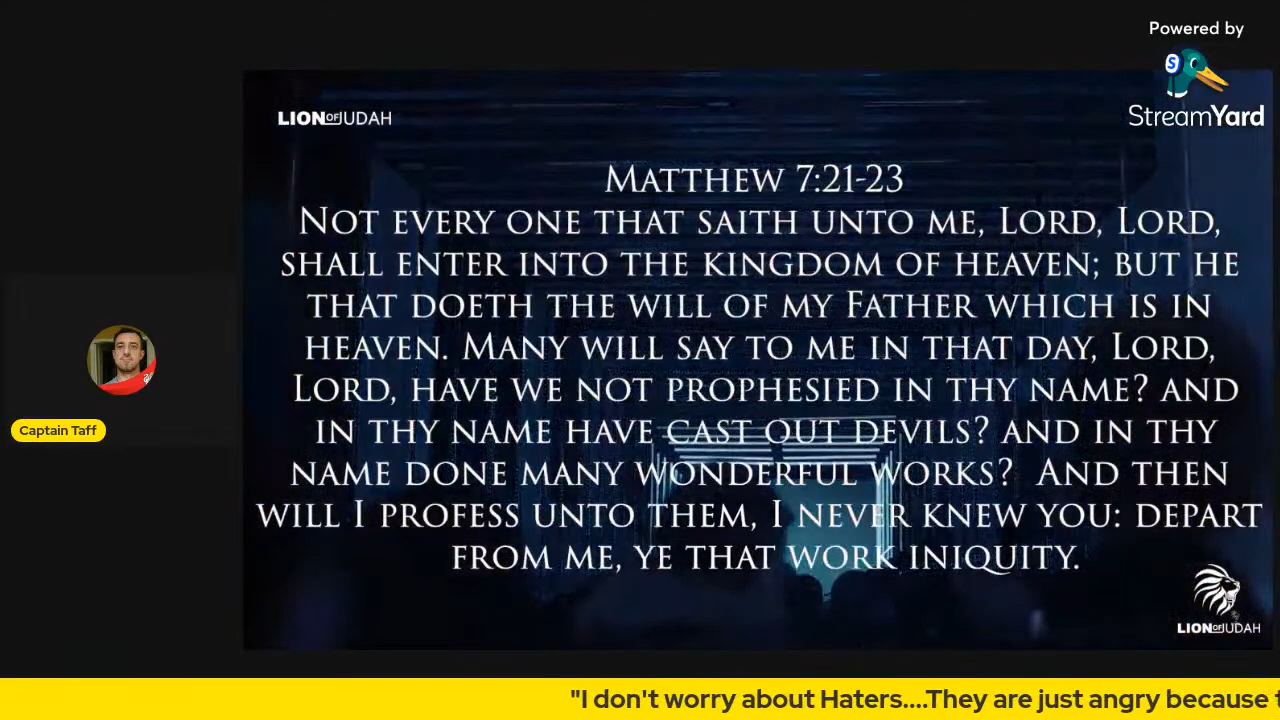 Powered by
StreamYard
LION OF JUDAH
Matthew 7:21-23
Not every one that saith unto me, Lord, Lord,
shall enter into the kingdom of heaven; but he
that doeth the will of my Father which is in
heaven. Many will say to me in that day, Lord,
Lord, have we not prophesied in thy name? and
in thy name have cast out devils? and in thy
name done many wonderful works?  And then
will I profess unto them, I never knew you: depart
from me, ye that work iniquity.
Captain Taff
LION OF JUDAH
"I don't worry about Haters....They are just angry because